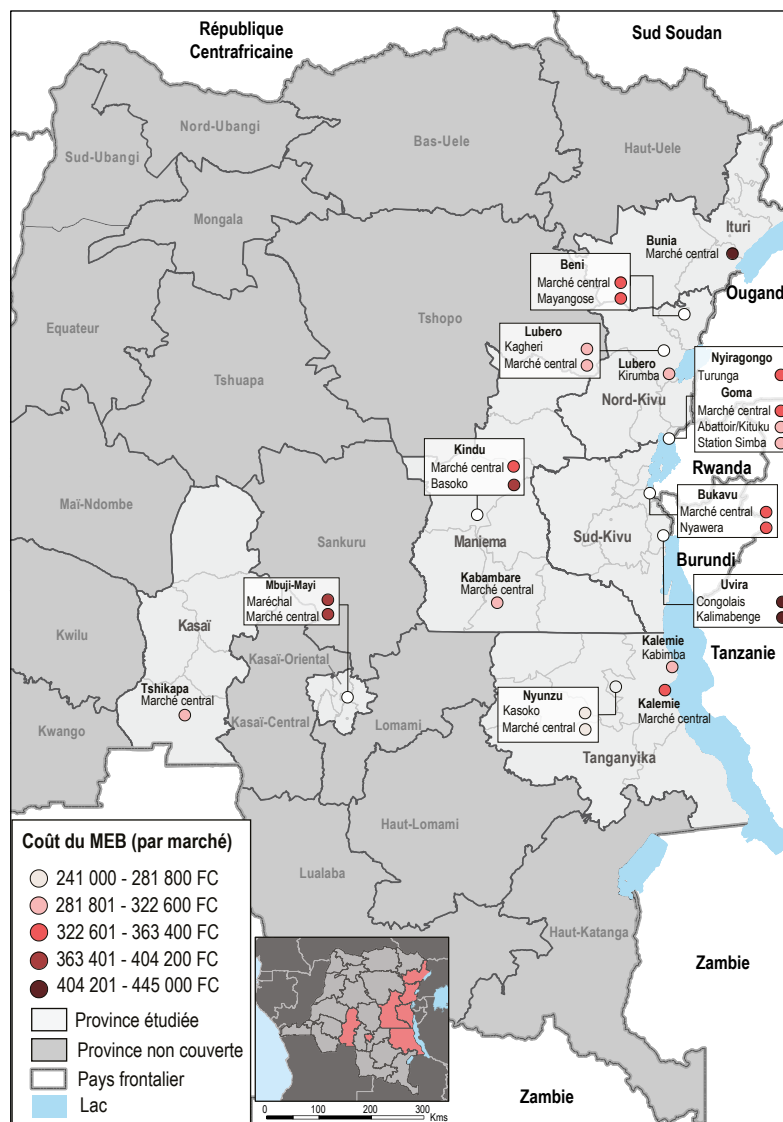 République
Centrafricaine
Sud Soudan
Nord-Ubangi
Sud-Ubangi
Bas-Uele
Haut-Uele
Mongala
Ituri
Bunia
Marché central
Beni
Marché central
Mayangose
Ougand
Equateur
Tshopo
Tshuapa
Lubero
Kagheri
Marché central
Lubero
Kirumba
Nord-Kivu
Nyiragongo
Turunga
Goma
Marché central
Abattoir/Kituku
Station Simba
Rwanda
Kindu
Marché central
Basoko
Maï-Ndombe
Sankuru
Maniema
Sud-Kivu
Bukavu
Marché central
Nyawera
Burundi
Kabambare
Marché central
Uvira
Congolais
Kalimabenge
Mbuji-Mayi
Maréchal
Marché central
Kwilu
Kasaï
Kasaï-Oriental
Tanzanie
Kalemie
Kabimba
Tshikapa
Marché central
Kwango
Kasaï-Central
Lomami
Nyunzu
Kasoko
Marché central
Kalemie
Marché central
Tanganyika
Haut-Lomami
Lualaba
Haut-Katanga
Zambie
Zambie
Coût du MEB (par marché)
241 000 - 281 800 FC
281 801 - 322 600 FC
322 601 - 363 400 FC
363 401 - 404 200 FC
404 201 - 445 000 FC
Province étudiée
Province non couverte
Pays frontalier
Lac
0 100 200 300
Kms